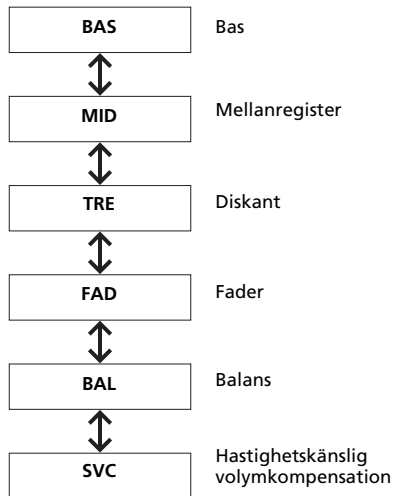 BAS Bas
MID Mellanregister
TRE Diskant
FAD Fader
BAL Balans
SVC Hastighetskänslig
volymkompensation